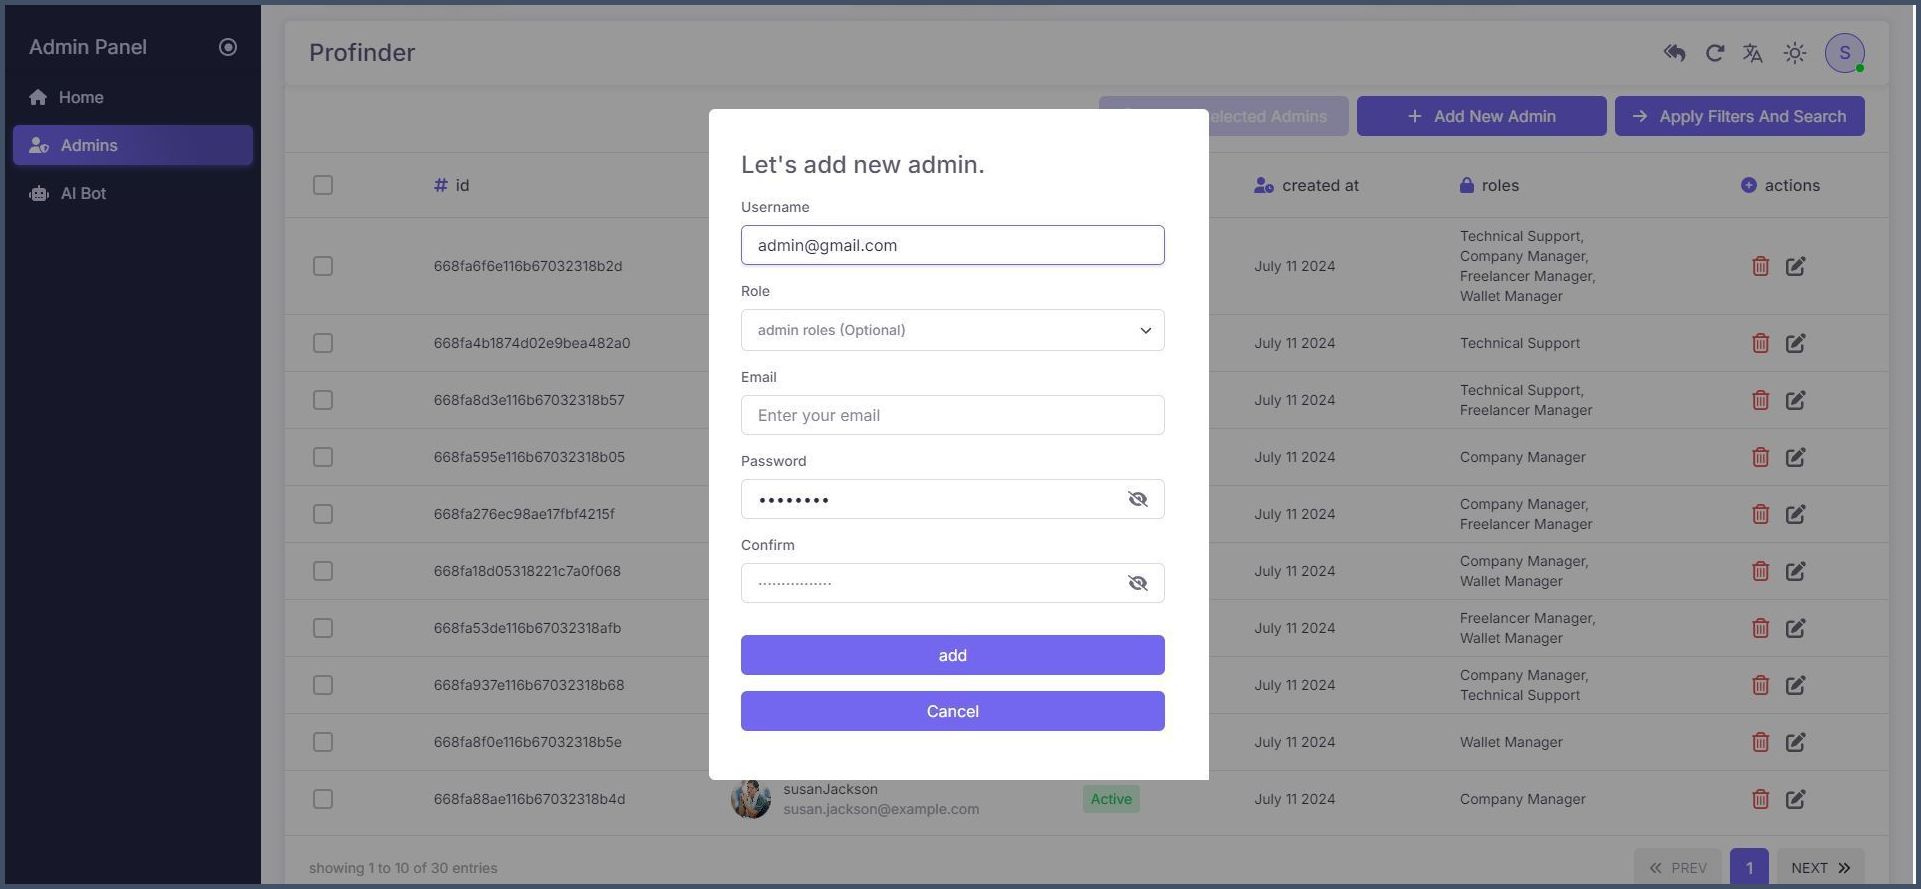 Admin Panel
Home
Admins
AI Bot
Profinder
S
elected Admins
Add New Admin
Apply Filters And Search
# id
created at
roles
actions
668fa6f6e116b67032318b2d
July 11 2024
Technical Support,
Company Manager,
Freelancer Manager,
Wallet Manager
668fa4b1874d02e9bea482a0
July 11 2024
Technical Support
668fa8d3e116b67032318b57
July 11 2024
Technical Support,
Freelancer Manager
668fa595e116b67032318b05
July 11 2024
Company Manager
668fa276ec98ae17fbf4215f
July 11 2024
Company Manager,
Freelancer Manager
668fa18d05318221c7a0f068
July 11 2024
Company Manager,
Wallet Manager
668fa53de116b67032318afb
July 11 2024
Freelancer Manager,
Wallet Manager
668fa937e116b67032318b68
July 11 2024
Company Manager,
Technical Support
668fa8f0e116b67032318b5e
July 11 2024
Wallet Manager
668fa88ae116b67032318b4d
susanJackson
susan.jackson@example.com
Active
July 11 2024
Company Manager
showing 1 to 10 of 30 entries
PREV
1
NEXT
Let's add new admin.
Username
admin@gmail.com
Role
admin roles (Optional)
Email
Enter your email
Password
••••••••
Confirm
················
add
Cancel